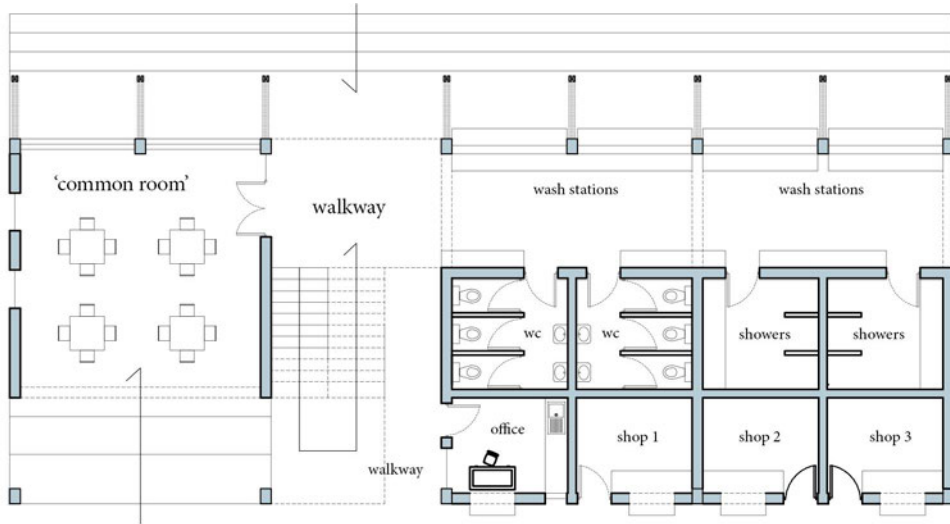 'common room'
walkway
wash stations
wash stations
wc
wc
showers
showers
office
shop 1
shop 2
shop 3
walkway